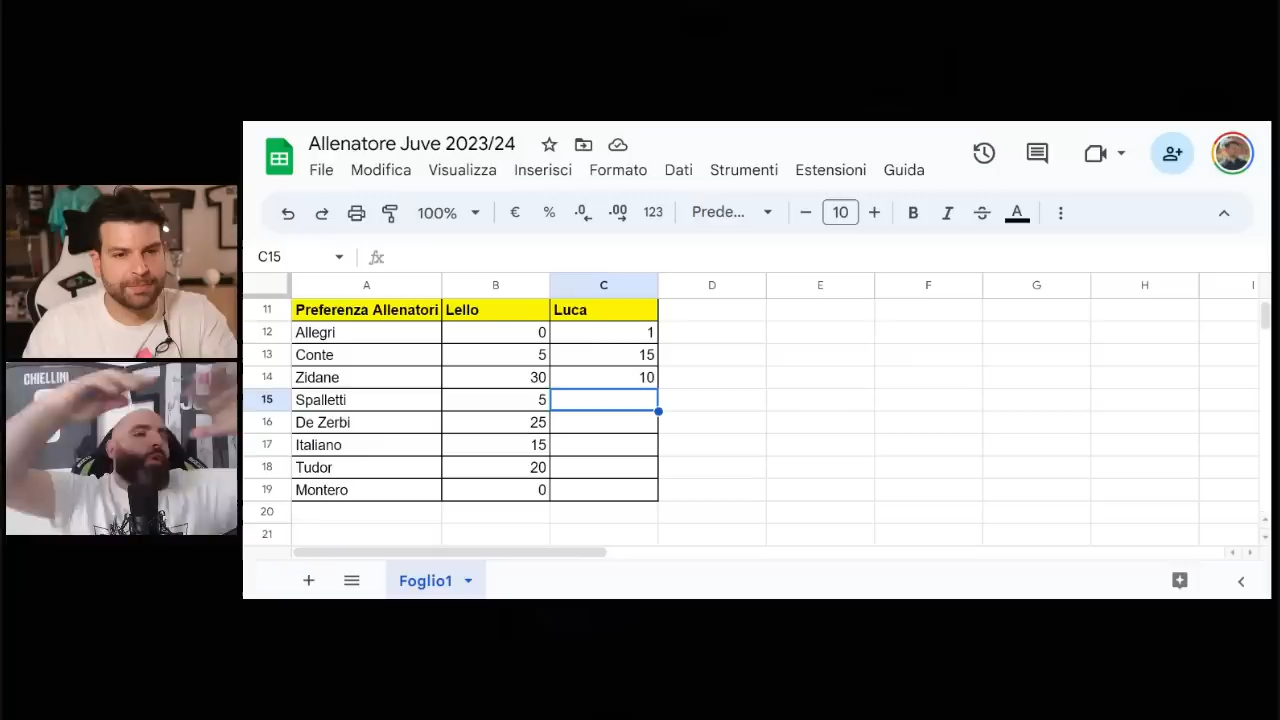 Allenatore Juve 2023/24
File Modifica Visualizza Inserisci Formato Dati Strumenti Estensioni Guida
100% € % .0 .00 123 Prede... 10 B I S A
C15 fx
A B C D E F G H I
11 Preferenza Allenatori Lello Luca
12 Allegri 0 1
13 Conte 5 15
14 Zidane 30 10
15 Spalletti 5
16 De Zerbi 25
17 Italiano 15
18 Tudor 20
19 Montero 0
20
21
Foglio1
CHIELLINI